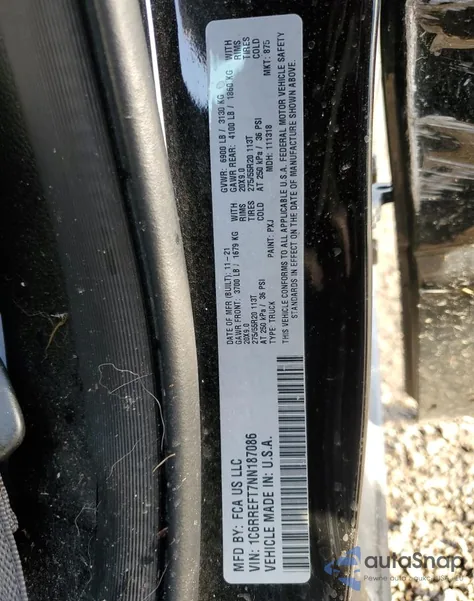 MFD BY: FCA US LLC
VIN: 1C6RREFT7NN187086
VEHICLE MADE IN: U.S.A.
DATE OF MFR (BUILT): 11-21
GAWR FRONT: 3700 LB / 1679 KG WITH
20X9.0 RIMS
275/55R20 113T TIRES
AT 250 kPa / 36 PSI COLD
TYPE: TRUCK PAINT: PXJ
GVWR: 6900 LB / 3130 KG
GAWR REAR: 4100 LB / 1860 KG WITH
20X9.0 RIMS
275/55R20 113T TIRES
AT 250 kPa / 36 PSI COLD
MDH: 111318 MKT: 875
THIS VEHICLE CONFORMS TO ALL APPLICABLE U.S.A. FEDERAL MOTOR VEHICLE SAFETY
STANDARDS IN EFFECT ON THE DATE OF MANUFACTURE SHOWN ABOVE.
autoSnap